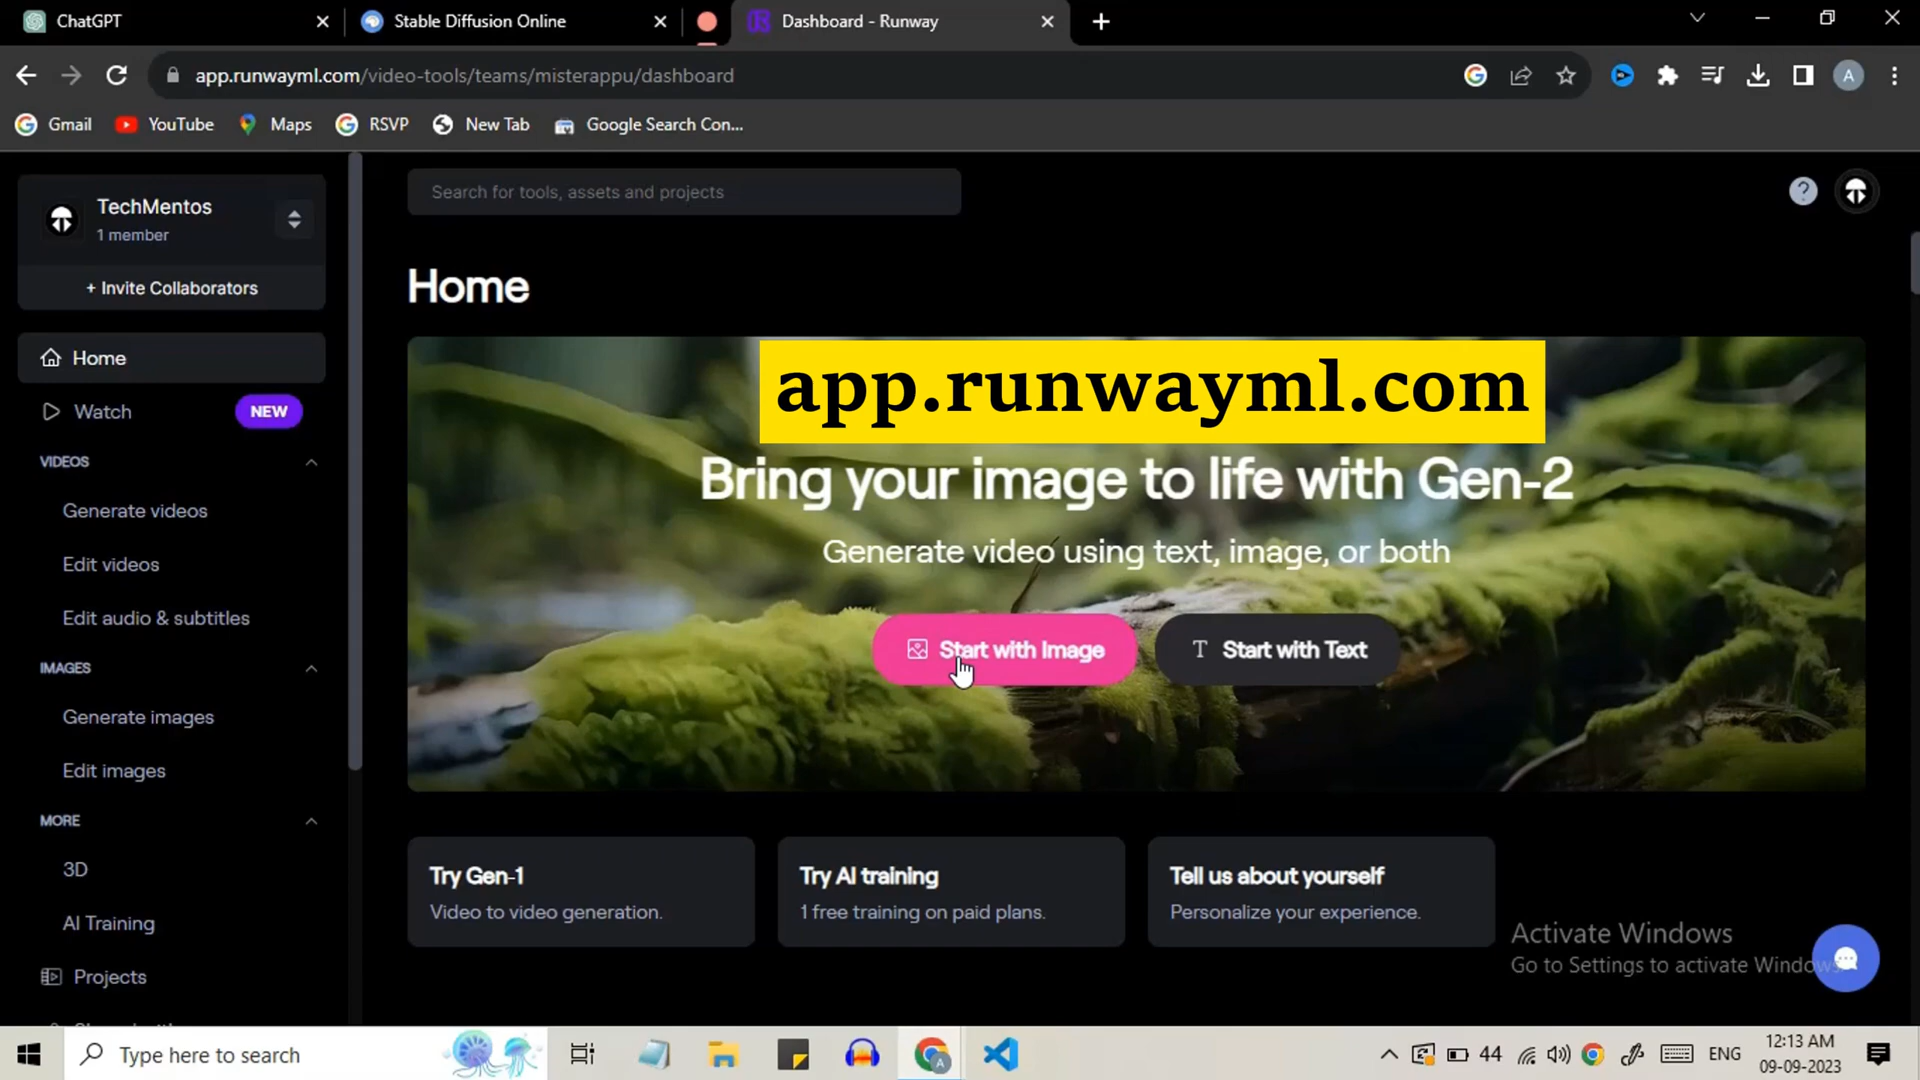 ChatGPT
Stable Diffusion Online
Dashboard - Runway
app.runwayml.com/video-tools/teams/misterappu/dashboard
A
Gmail
YouTube
Maps
RSVP
New Tab
Google Search Con...
TechMentos
1 member
+ Invite Collaborators
Search for tools, assets and projects
?
Home
Watch
NEW
VIDEOS
Generate videos
Edit videos
Edit audio & subtitles
IMAGES
Generate images
Edit images
MORE
3D
AI Training
Projects
Home
app.runwayml.com
Bring your image to life with Gen-2
Generate video using text, image, or both
Start with Image
T Start with Text
Try Gen-1
Video to video generation.
Try AI training
1 free training on paid plans.
Tell us about yourself
Personalize your experience.
Activate Windows
Go to Settings to activate Windows
Type here to search
44
ENG
12:13 AM
09-09-2023